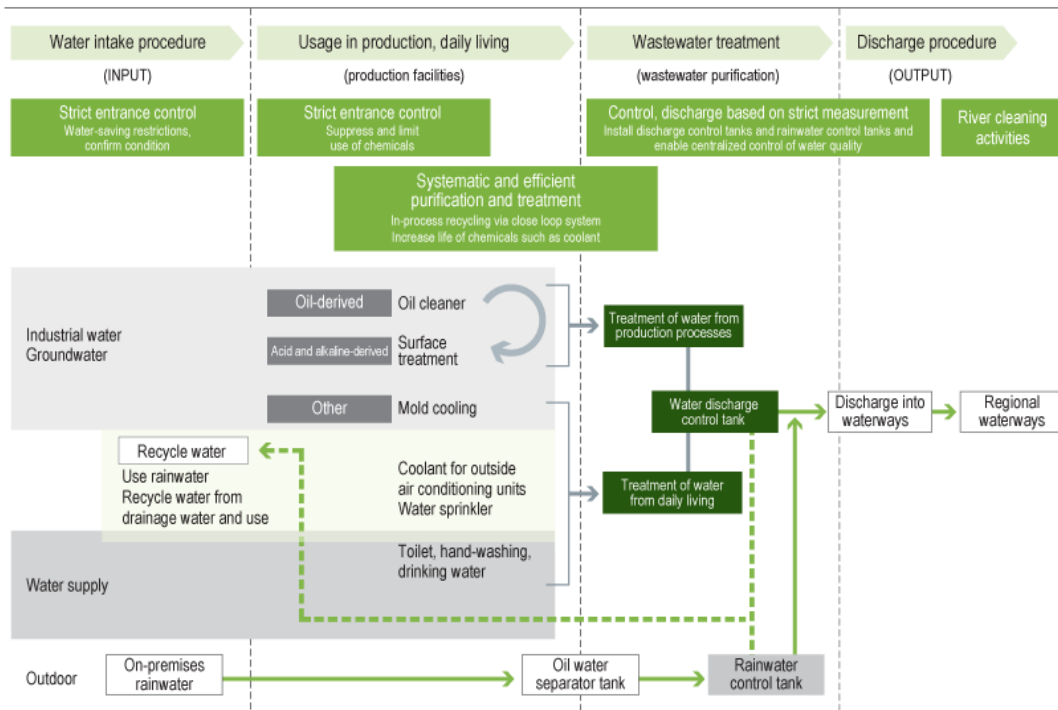 Water intake procedure
(INPUT)
Usage in production, daily living
(production facilities)
Wastewater treatment
(wastewater purification)
Discharge procedure
(OUTPUT)
Strict entrance control
Water-saving restrictions,
confirm condition
Strict entrance control
Suppress and limit
use of chemicals
Control, discharge based on strict measurement
Install discharge control tanks and rainwater control tanks and
enable centralized control of water quality
River cleaning
activities
Systematic and efficient
purification and treatment
In-process recycling via close loop system
Increase life of chemicals such as coolant
Industrial water
Groundwater
Oil-derived
Oil cleaner
Acid and alkaline-derived
Surface
treatment
Other
Mold cooling
Treatment of water from
production processes
Water discharge
control tank
Discharge into
waterways
Regional
waterways
Recycle water
Use rainwater
Recycle water from
drainage water and use
Coolant for outside
air conditioning units
Water sprinkler
Treatment of water
from daily living
Water supply
Toilet, hand-washing,
drinking water
Outdoor
On-premises
rainwater
Oil water
separator tank
Rainwater
control tank